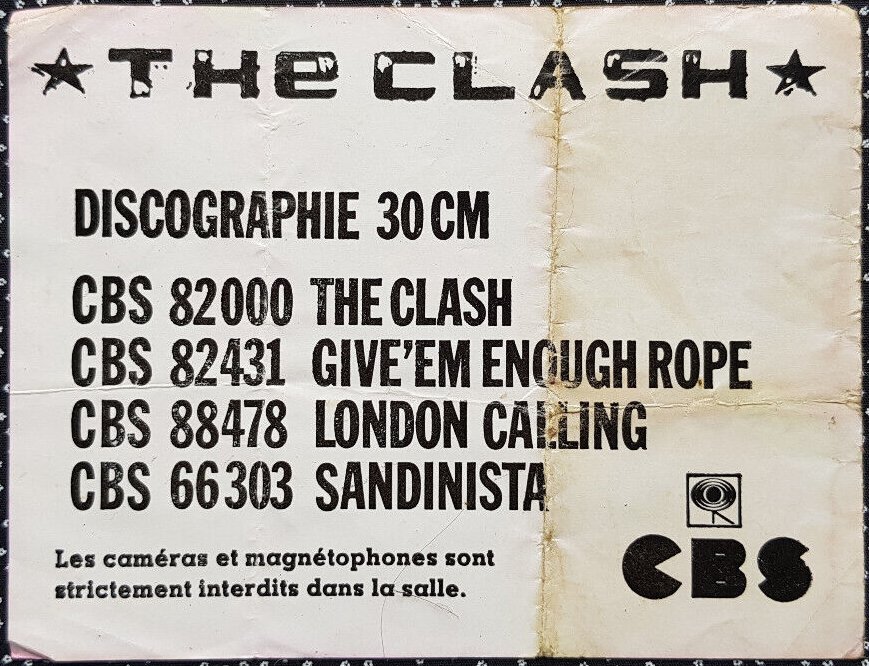 ★THE CLASH★
DISCOGRAPHIE 30CM
CBS 82000 THE CLASH
CBS 82431 GIVE'EM ENOUGH ROPE
CBS 88478 LONDON CALLING
CBS 66303 SANDINISTA
Les caméras et magnétophones sont
strictement interdits dans la salle.
CBS